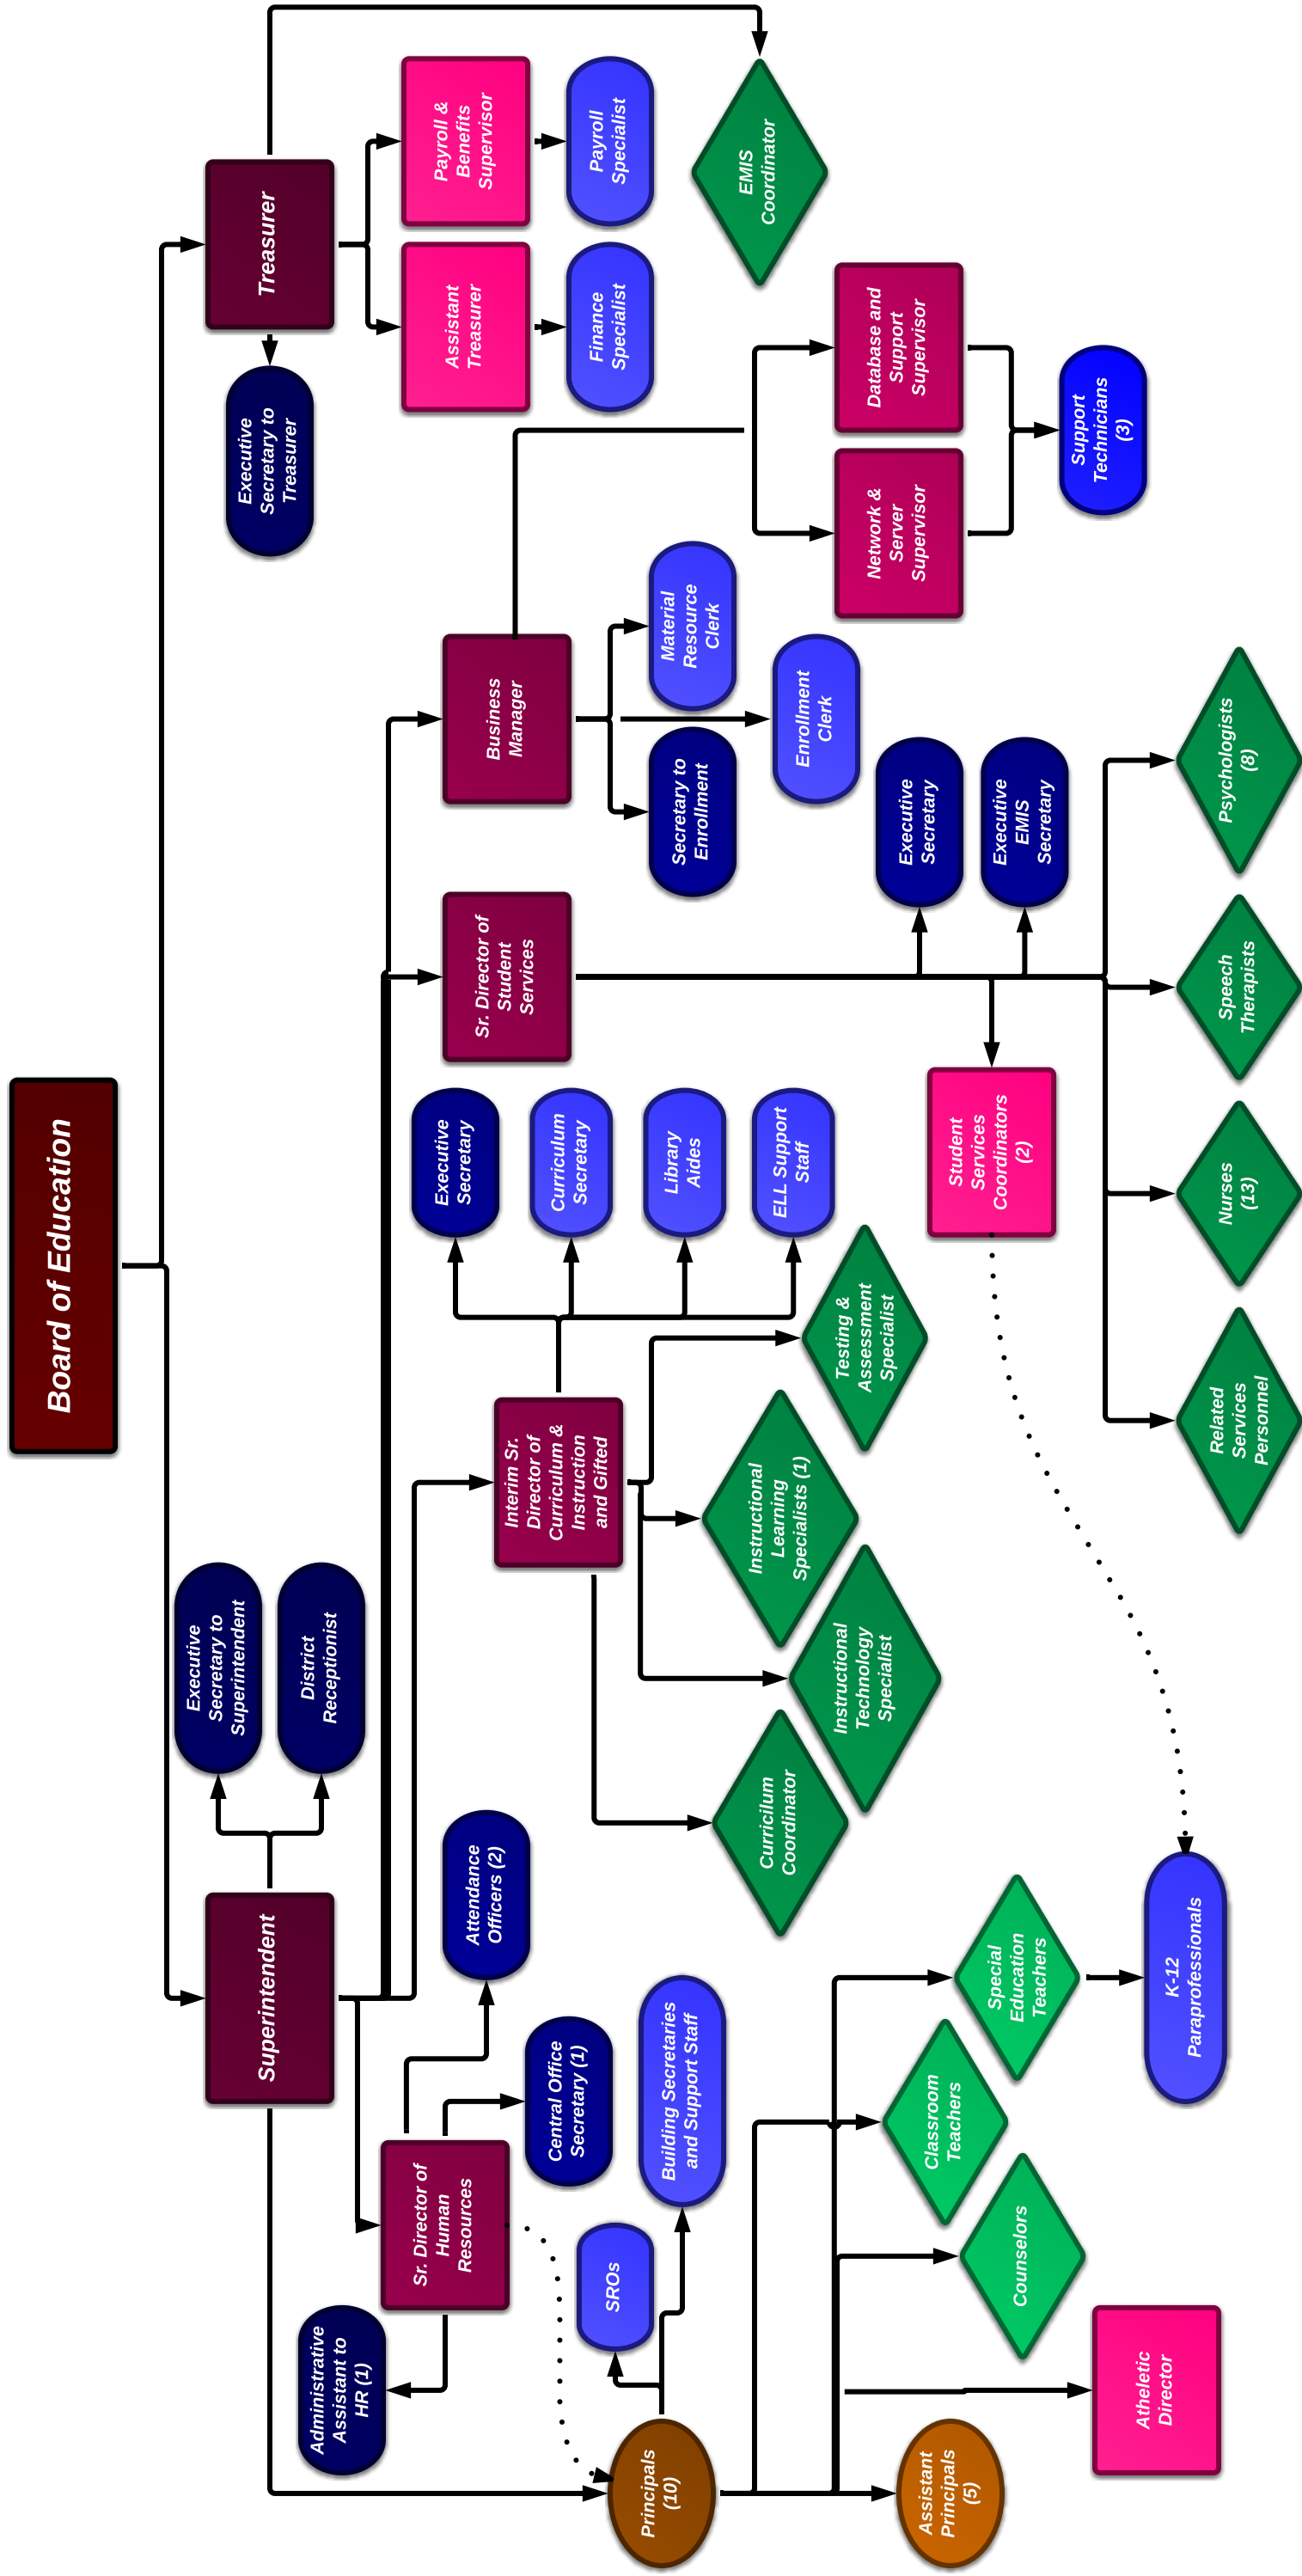 Board of Education
Superintendent
Treasurer
Executive
Secretary to
Superintendent
District
Receptionist
Executive
Secretary to
Treasurer
Assistant
Treasurer
Payroll &
Benefits
Supervisor
Finance
Specialist
Payroll
Specialist
EMIS
Coordinator
Administrative
Assistant to
HR (1)
Sr. Director of
Human
Resources
Attendance
Officers (2)
Central Office
Secretary (1)
Interim Sr.
Director of
Curriculum &
Instruction
and Gifted
Executive
Secretary
Curriculum
Secretary
Library
Aides
ELL Support
Staff
Sr. Director of
Student
Services
Business
Manager
Secretary to
Enrollment
Material
Resource
Clerk
Enrollment
Clerk
Network &
Server
Supervisor
Database and
Support
Supervisor
Support
Technicians
(3)
Executive
Secretary
Executive
EMIS
Secretary
Student
Services
Coordinators
(2)
Curricilum
Coordinator
Instructional
Technology
Specialist
Instructional
Learning
Specialists (1)
Testing &
Assessment
Specialist
Related
Services
Personnel
Nurses
(13)
Speech
Therapists
Psychologists
(8)
Principals
(10)
SROs
Building Secretaries
and Support Staff
Assistant
Principals
(5)
Atheletic
Director
Counselors
Classroom
Teachers
Special
Education
Teachers
K-12
Paraprofessionals